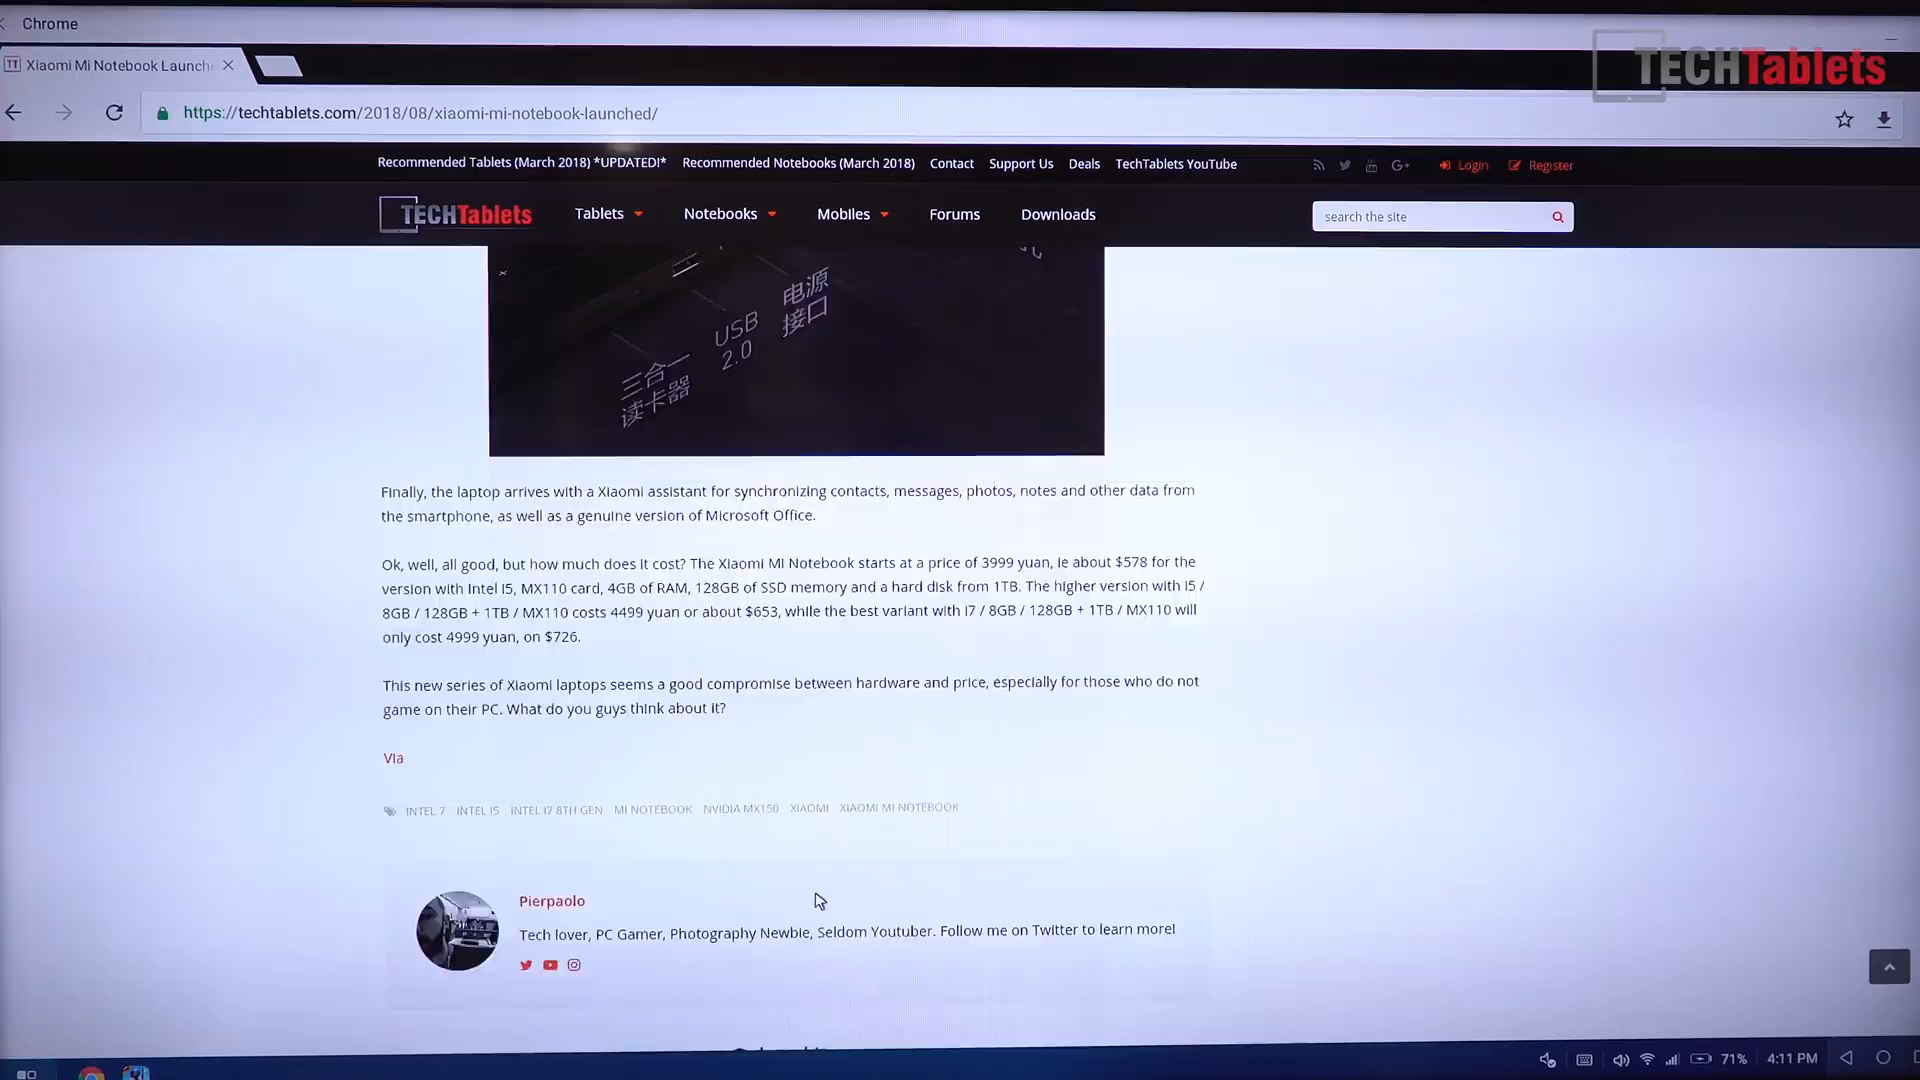 Chrome
TECHTablets
Xiaomi Mi Notebook Launch
https://techtablets.com/2018/08/xiaomi-mi-notebook-launched/
Recommended Tablets (March 2018) *UPDATED!* Recommended Notebooks (March 2018) Contact Support Us Deals TechTablets YouTube G+ Login Register
TECHTablets Tablets Notebooks Mobiles Forums Downloads search the site
电源
接口
USB
2.0
三合一
读卡器
Finally, the laptop arrives with a Xiaomi assistant for synchronizing contacts, messages, photos, notes and other data from
the smartphone, as well as a genuine version of Microsoft Office.
Ok, well, all good, but how much does it cost? The Xiaomi MI Notebook starts at a price of 3999 yuan, ie about $578 for the
version with Intel i5, MX110 card, 4GB of RAM, 128GB of SSD memory and a hard disk from 1TB. The higher version with i5 /
8GB / 128GB + 1TB / MX110 costs 4499 yuan or about $653, while the best variant with i7 / 8GB / 128GB + 1TB / MX110 will
only cost 4999 yuan, on $726.
This new series of Xiaomi laptops seems a good compromise between hardware and price, especially for those who do not
game on their PC. What do you guys think about it?
Via
INTEL 7 INTEL I5 INTEL I7 8TH GEN MI NOTEBOOK NVIDIA MX150 XIAOMI XIAOMI MI NOTEBOOK
Pierpaolo
Tech lover, PC Gamer, Photography Newbie, Seldom Youtuber. Follow me on Twitter to learn more!
71% 4:11 PM